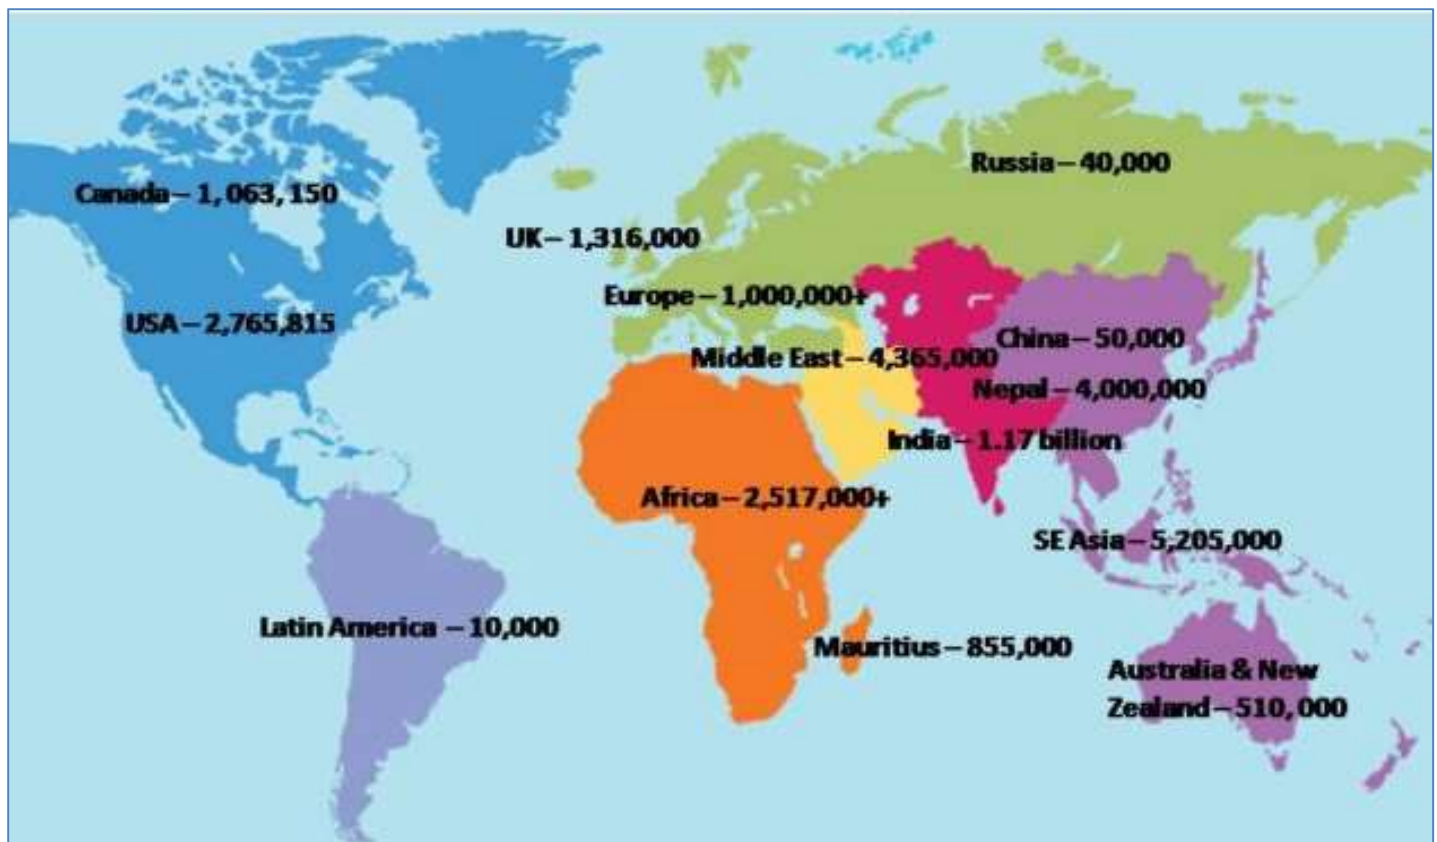 Russia – 40,000
Canada – 1, 063, 150
UK – 1,316,000
Europe – 1,000,000+
USA – 2,765,815
China – 50,000
Middle East – 4,365,000
Nepal – 4,000,000
India – 1.17 billion
Africa – 2,517,000+
SE Asia – 5,205,000
Latin America – 10,000
Mauritius – 855,000
Australia & New
Zealand – 510, 000